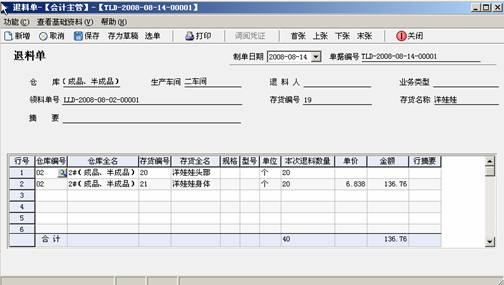 退料单-【会计主管】-【TLD-2008-08-14-00001】
功能(C) 查看基础资料(V) 帮助(H)
新增 取消 保存 存为草稿 选单 打印 调阅凭证 首张 上张 下张 末张 关闭
退料单 制单日期 2008-08-14 单据编号 TLD-2008-08-14-00001
仓 库 (成品、半成品) 生产车间 二车间 退 料 人 业务类型
领料单号 LLD-2008-08-02-00001 存货编号 19 存货名称 洋娃娃
摘 要
行号 仓库编号 仓库全名 存货编号 存货全名 规格 型号 单位 本次退料数量 单价 金额 行摘要
1 02 2#(成品、半成品) 20 洋娃娃头部 个 20
2 02 2#(成品、半成品) 21 洋娃娃身体 个 20 6.838 136.76
3
4
5
6
合 计 40 136.76